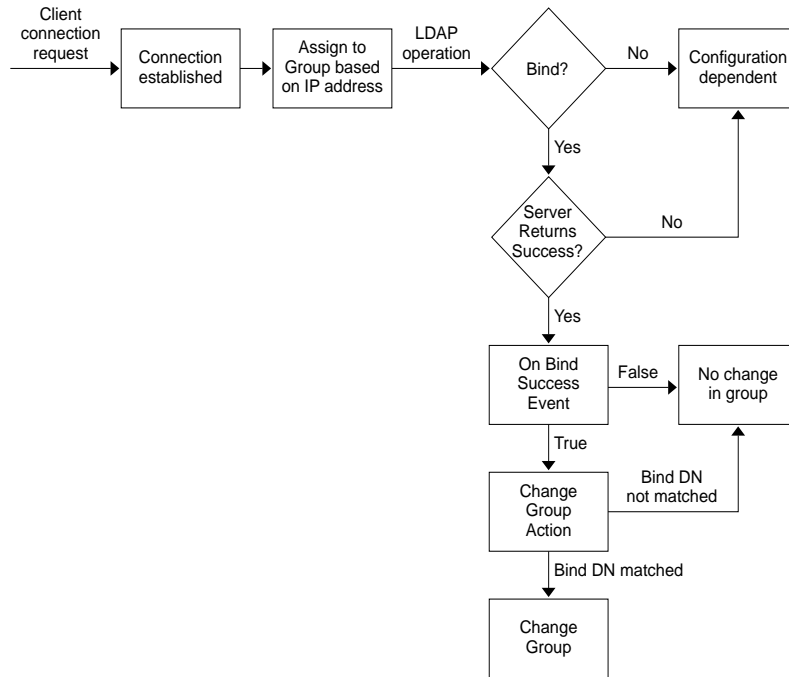 Client
connection
request
Connection
established
Assign to
Group based
on IP address
LDAP
operation
Bind?
No
Configuration
dependent
Yes
Server
Returns
Success?
No
Yes
On Bind
Success
Event
False
No change
in group
True
Change
Group
Action
Bind DN
not matched
Bind DN matched
Change
Group